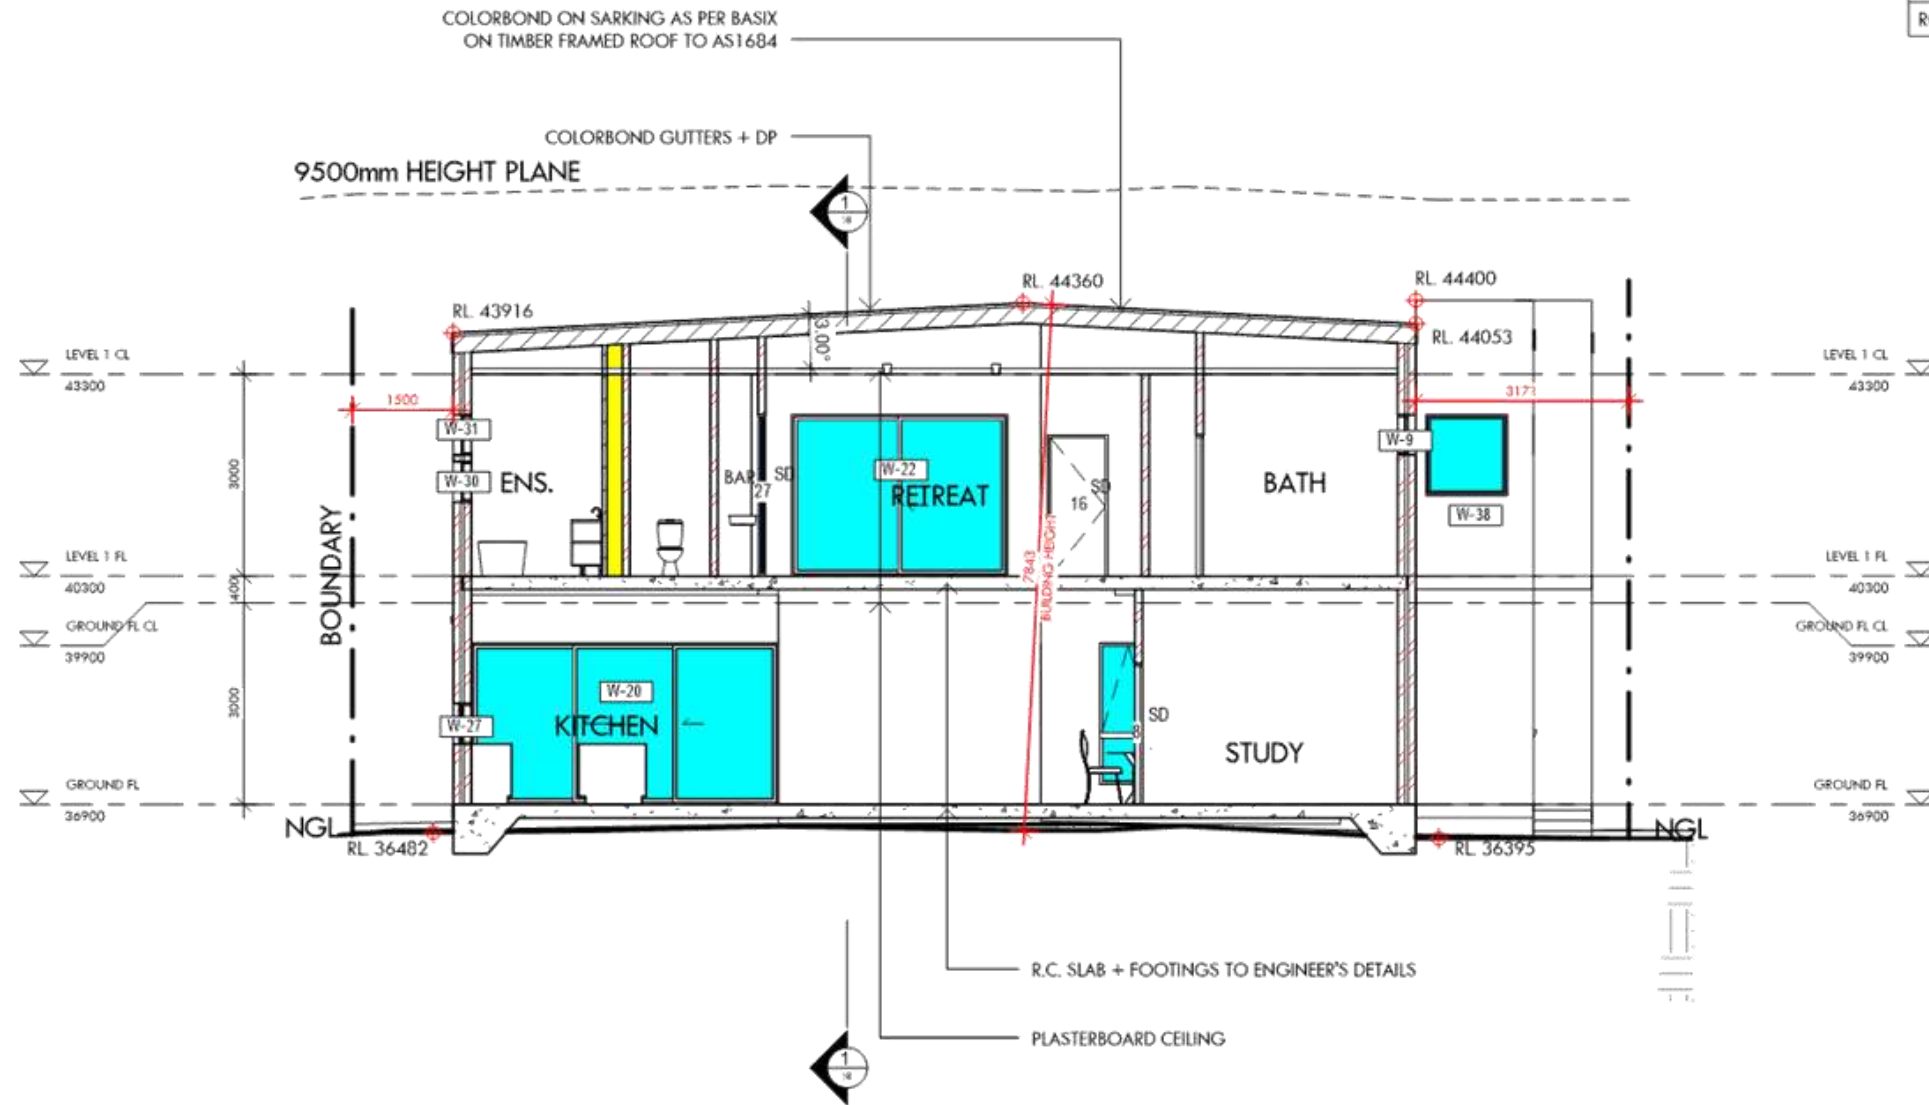 COLORBOND ON SARKING AS PER BASIX
ON TIMBER FRAMED ROOF TO AS1684
COLORBOND GUTTERS + DP
9500mm HEIGHT PLANE
1
RL. 44360
RL. 44400
RL. 43916
RL. 44053
3.00°
LEVEL 1 CL
43300
LEVEL 1 CL
43300
1500
W-31
W-9
W-30
ENS.
BAR
27
SD
W-22
RETREAT
SD
16
BATH
W-38
3000
BOUNDARY
7843
BUILDING HEIGHT
LEVEL 1 FL
40300
LEVEL 1 FL
40300
400
GROUND FL CL
39900
GROUND FL CL
39900
3000
W-20
W-27
KITCHEN
SD
8
STUDY
GROUND FL
36900
GROUND FL
36900
NGL
NGL
RL. 36482
RL. 36395
R.C. SLAB + FOOTINGS TO ENGINEER'S DETAILS
PLASTERBOARD CEILING
1